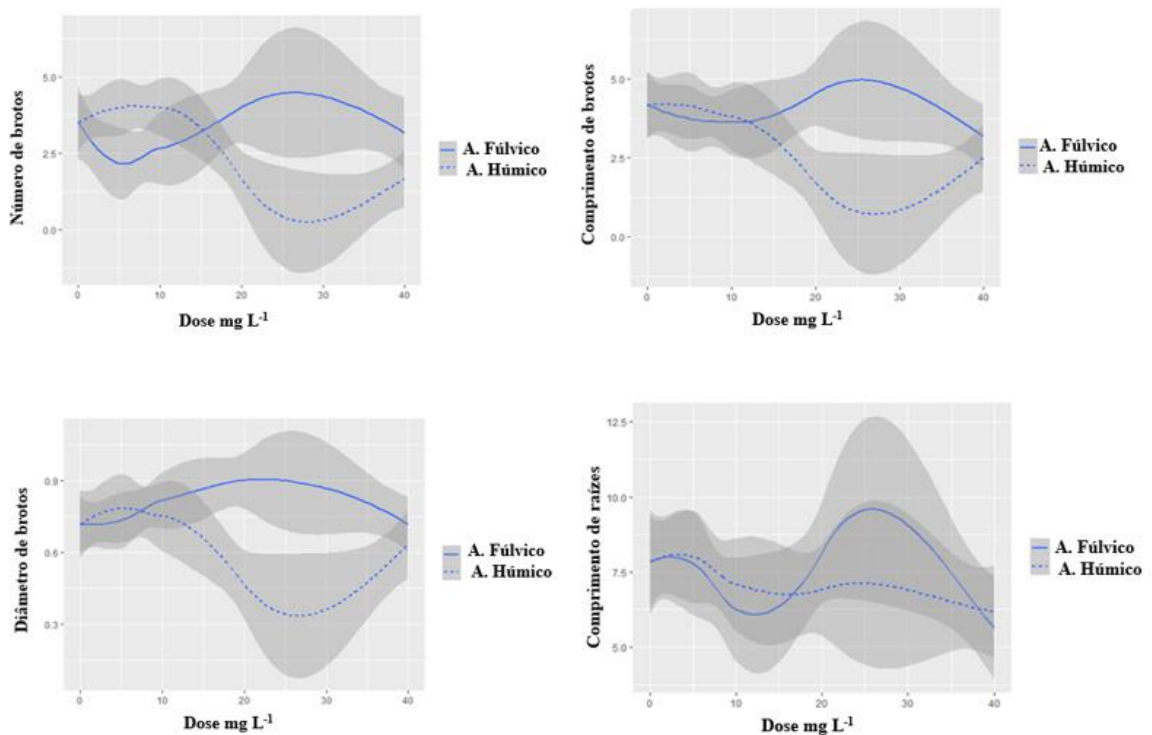 Número de brotos
5.0
2.5
0.0
0
10
20
30
40
Dose mg L⁻¹
A. Fúlvico
A. Húmico
Comprimento de brotos
5.0
2.5
0.0
0
10
20
30
40
Dose mg L⁻¹
A. Fúlvico
A. Húmico
Diâmetro de brotos
0.9
0.6
0.3
0
10
20
30
40
Dose mg L⁻¹
A. Fúlvico
A. Húmico
Comprimento de raízes
12.5
10.0
7.5
5.0
0
10
20
30
40
Dose mg L⁻¹
A. Fúlvico
A. Húmico